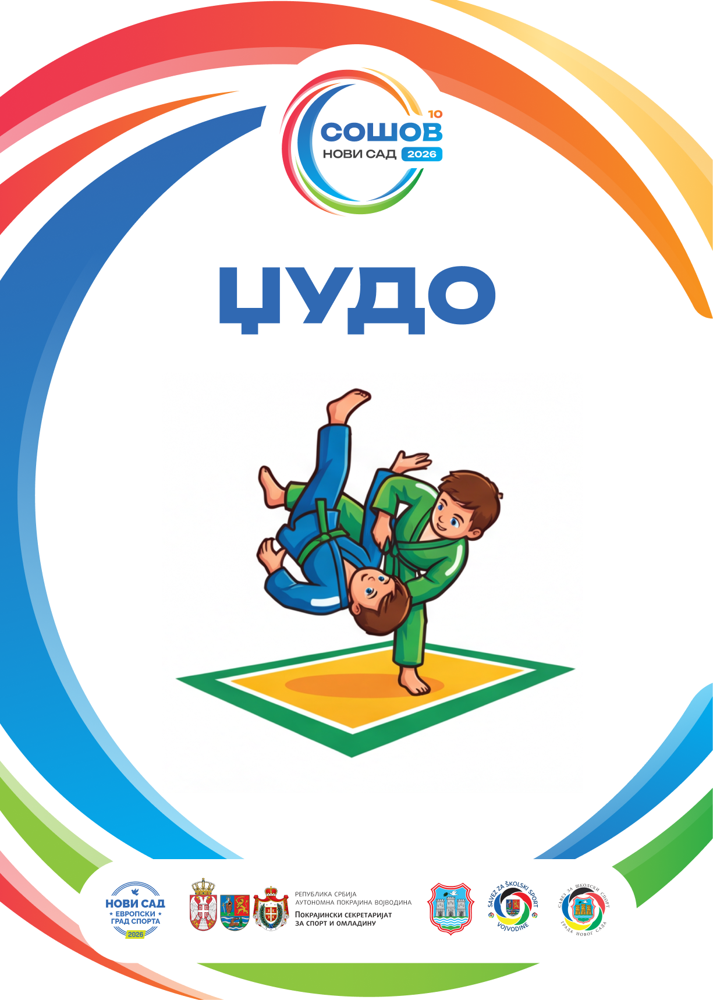 10
СОШОВ
НОВИ САД 2026
ЏУДО
НОВИ САД
ЕВРОПСКИ
ГРАД СПОРТА
2026
РЕПУБЛИКА СРБИЈА
АУТОНОМНА ПОКРАЈИНА ВОЈВОДИНА
ПОКРАЈИНСКИ СЕКРЕТАРИЈАТ
ЗА СПОРТ И ОМЛАДИНУ
SAVEZ ZA ŠKOLSKI SPORT
VOJVODINE
САВЕЗ ЗА ШКОЛСКИ СПОРТ
ГРАДА НОВОГ САДА